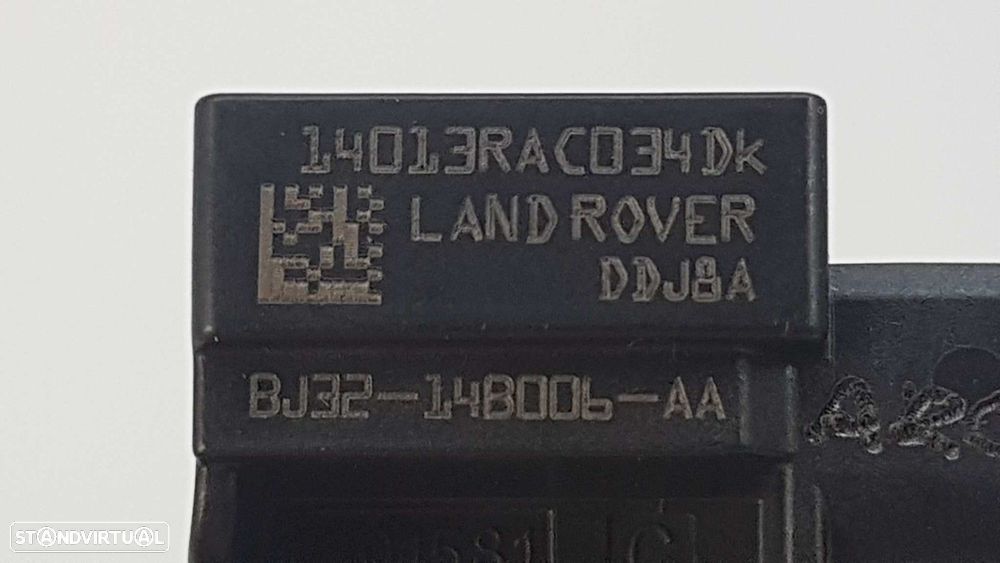 14013RAC034DK
LAND ROVER
DDJ8A
BJ32-14B006-AA
STANDVIRTUAL